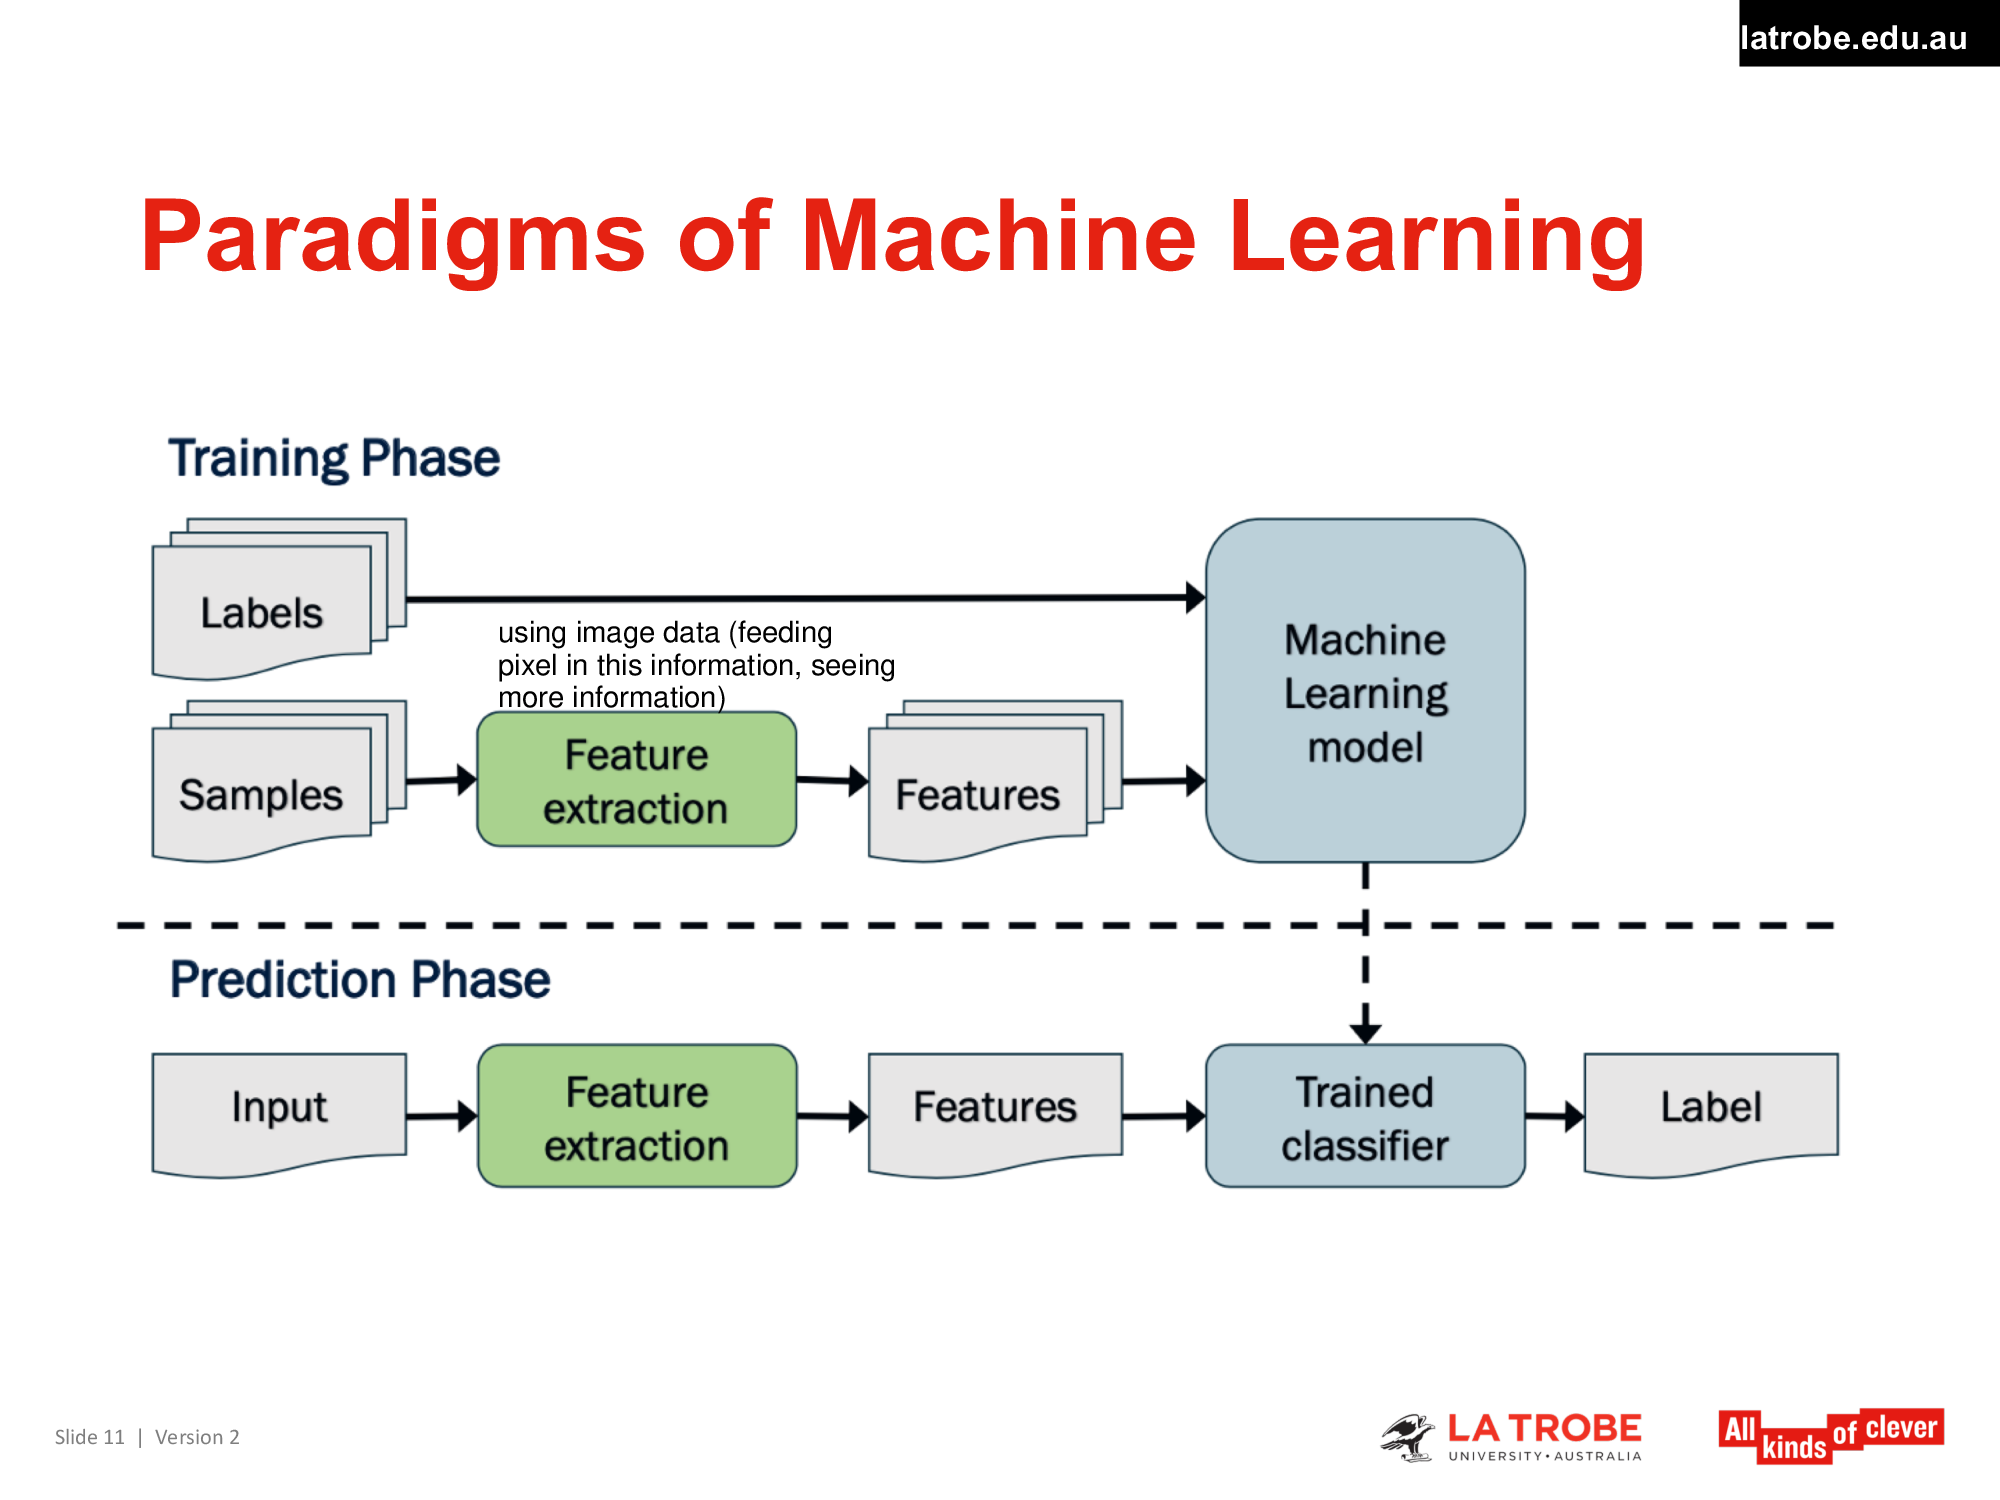 latrobe.edu.au
Paradigms of Machine Learning
Training Phase
Labels
using image data (feeding
pixel in this information, seeing
more information)
Samples
Feature
extraction
Features
Machine
Learning
model
Prediction Phase
Input
Feature
extraction
Features
Trained
classifier
Label
Slide 11 | Version 2
LA TROBE
UNIVERSITY • AUSTRALIA
All kinds of clever